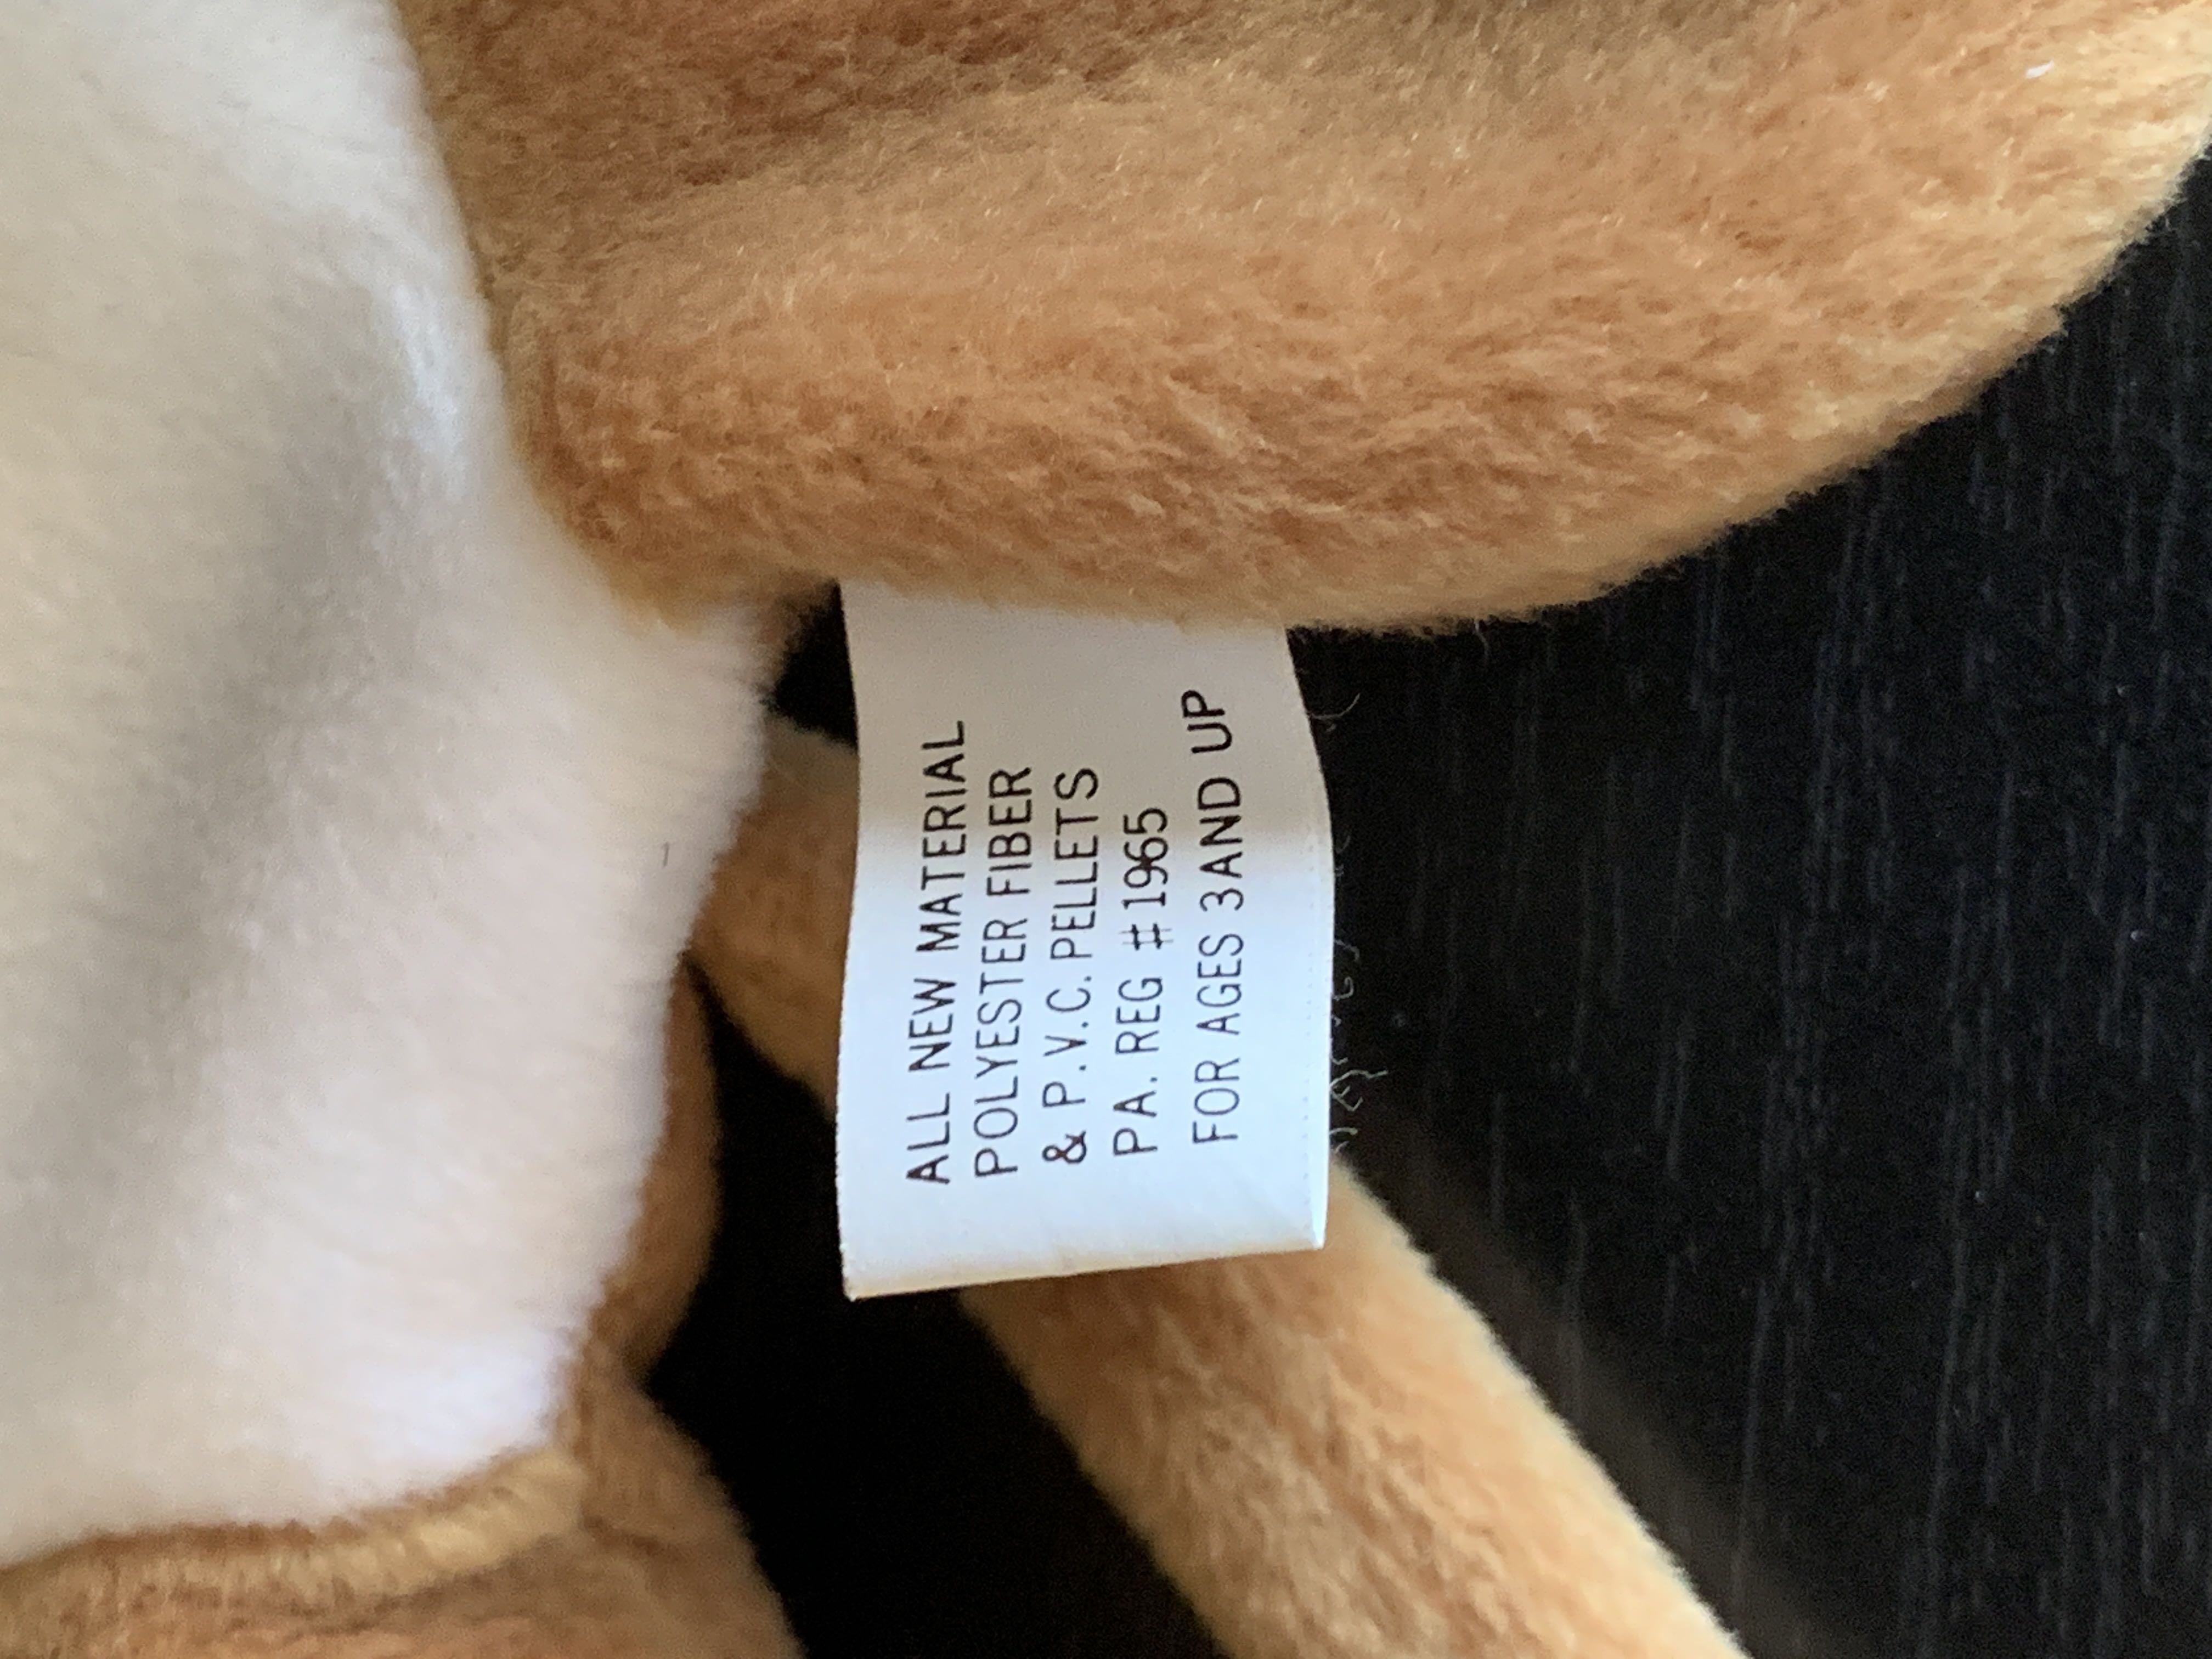 ALL NEW MATERIAL
POLYESTER FIBER
& P.V.C. PELLETS
PA. REG #1965
FOR AGES 3AND UP